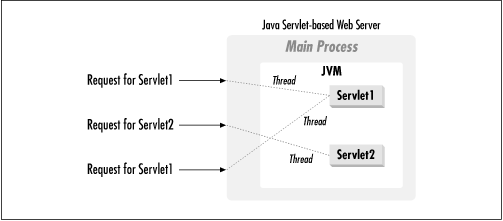 Java Servlet-based Web Server
Main Process
JVM
Request for Servlet1
Thread
Servlet1
Thread
Request for Servlet2
Thread
Servlet2
Request for Servlet1